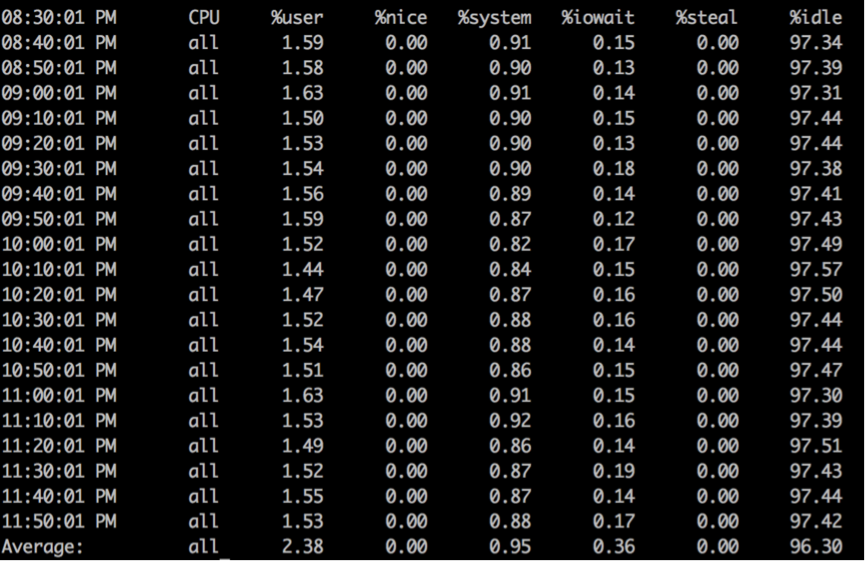 08:30:01 PM CPU %user %nice %system %iowait %steal %idle
08:40:01 PM all 1.59 0.00 0.91 0.15 0.00 97.34
08:50:01 PM all 1.58 0.00 0.90 0.13 0.00 97.39
09:00:01 PM all 1.63 0.00 0.91 0.14 0.00 97.31
09:10:01 PM all 1.50 0.00 0.90 0.15 0.00 97.44
09:20:01 PM all 1.53 0.00 0.90 0.13 0.00 97.44
09:30:01 PM all 1.54 0.00 0.90 0.18 0.00 97.38
09:40:01 PM all 1.56 0.00 0.89 0.14 0.00 97.41
09:50:01 PM all 1.59 0.00 0.87 0.12 0.00 97.43
10:00:01 PM all 1.52 0.00 0.82 0.17 0.00 97.49
10:10:01 PM all 1.44 0.00 0.84 0.15 0.00 97.57
10:20:01 PM all 1.47 0.00 0.87 0.16 0.00 97.50
10:30:01 PM all 1.52 0.00 0.88 0.16 0.00 97.44
10:40:01 PM all 1.54 0.00 0.88 0.14 0.00 97.44
10:50:01 PM all 1.51 0.00 0.86 0.15 0.00 97.47
11:00:01 PM all 1.63 0.00 0.91 0.15 0.00 97.30
11:10:01 PM all 1.53 0.00 0.92 0.16 0.00 97.39
11:20:01 PM all 1.49 0.00 0.86 0.14 0.00 97.51
11:30:01 PM all 1.52 0.00 0.87 0.19 0.00 97.43
11:40:01 PM all 1.55 0.00 0.87 0.14 0.00 97.44
11:50:01 PM all 1.53 0.00 0.88 0.17 0.00 97.42
Average: all 2.38 0.00 0.95 0.36 0.00 96.30